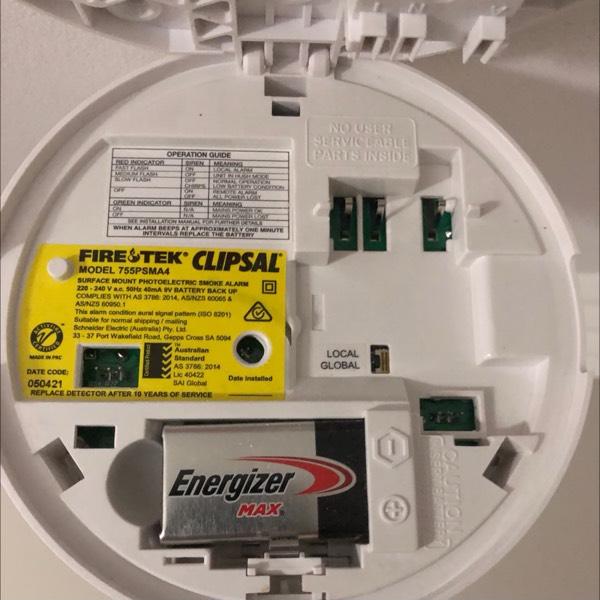 NO USER
SERVICEABLE
PARTS INSIDE
OPERATION GUIDE
RED INDICATOR SIREN MEANING
FAST FLASH ON LOCAL ALARM
MEDIUM FLASH OFF UNIT IN HUSH MODE
SLOW FLASH OFF NORMAL OPERATION
CHIRPS LOW BATTERY CONDITION
OFF ON REMOTE ALARM
OFF ALL POWER LOST
GREEN INDICATOR SIREN MEANING
ON N/A MAINS POWER OK
OFF N/A MAINS POWER LOST
SEE INSTALLATION MANUAL FOR FURTHER DETAILS
WHEN ALARM BEEPS AT APPROXIMATELY ONE MINUTE
INTERVALS REPLACE THE BATTERY
FIRETEK® CLIPSAL®
MODEL 755PSMA4
SURFACE MOUNT PHOTOELECTRIC SMOKE ALARM
220 - 240 V a.c. 50Hz 40mA 9V BATTERY BACK UP
COMPLIES WITH AS 3786: 2014, AS/NZS 60065 &
AS/NZS 60950.1
This alarm condition aural signal pattern (ISO 8201)
Suitable for normal shipping / mailing
Schneider Electric (Australia) Pty. Ltd.
33 - 37 Port Wakefield Road, Gepps Cross SA 5094
MADE IN PRC
Certified Product
™
Australian
Standard
AS 3786: 2014
Lic 40422
SAI Global
Date Installed
DATE CODE:
050421
REPLACE DETECTOR AFTER 10 YEARS OF SERVICE
LOCAL
GLOBAL
Energizer
MAX
CAUTION